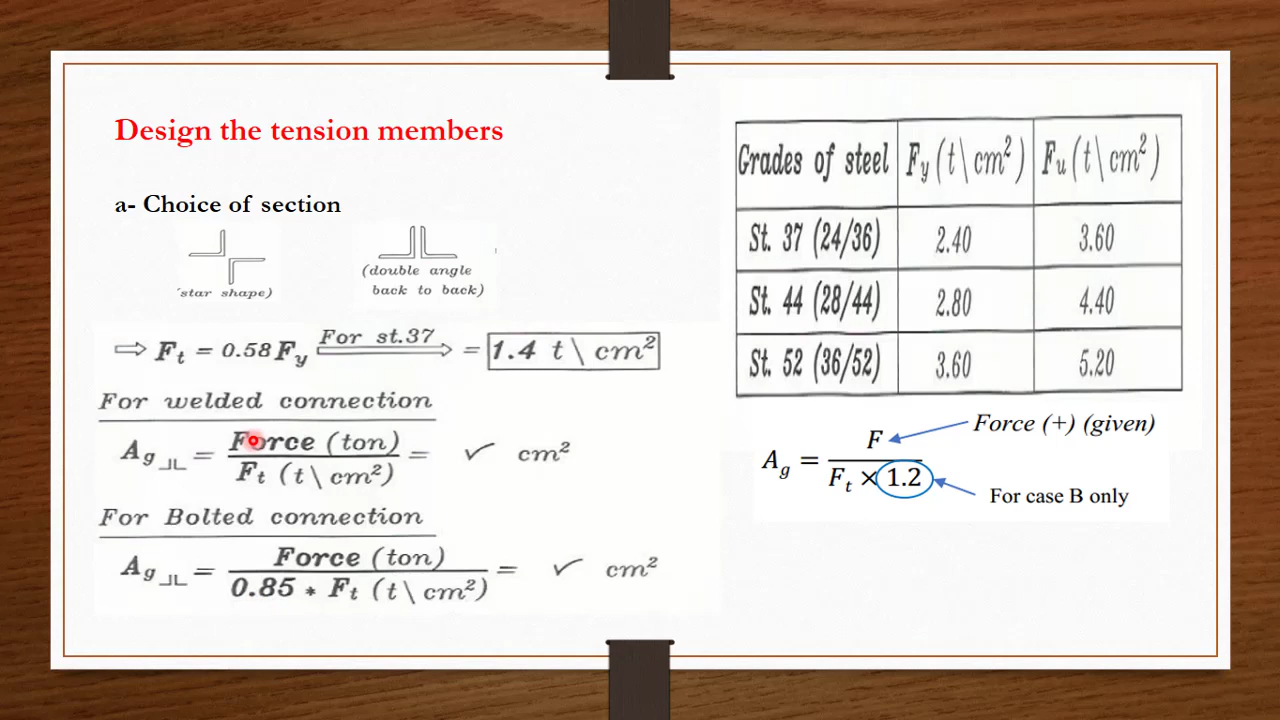 Design the tension members
a- Choice of section
(star shape)
(double angle
back to back)
⇒ Ft = 0.58 Fy For st.37 = 1.4 t \ cm²
For welded connection
Ag = Force (ton) / Ft (t \ cm²) = ✓ cm²
For Bolted connection
Ag = Force (ton) / 0.85 * Ft (t \ cm²) = ✓ cm²
Grades of steel Fy (t \ cm²) Fu (t \ cm²)
St. 37 (24/36) 2.40 3.60
St. 44 (28/44) 2.80 4.40
St. 52 (36/52) 3.60 5.20
Ag = F / Ft × 1.2
Force (+) (given)
For case B only